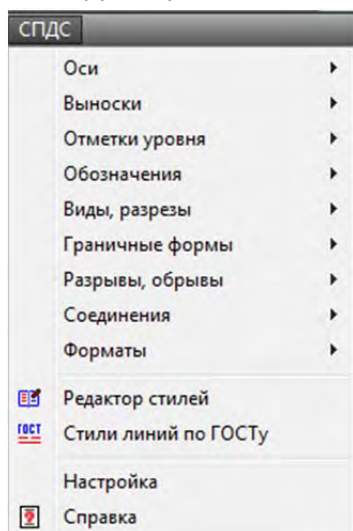 СПДС
Оси
Выноски
Отметки уровня
Обозначения
Виды, разрезы
Граничные формы
Разрывы, обрывы
Соединения
Форматы
Редактор стилей
ГОСТ Стили линий по ГОСТу
Настройка
? Справка